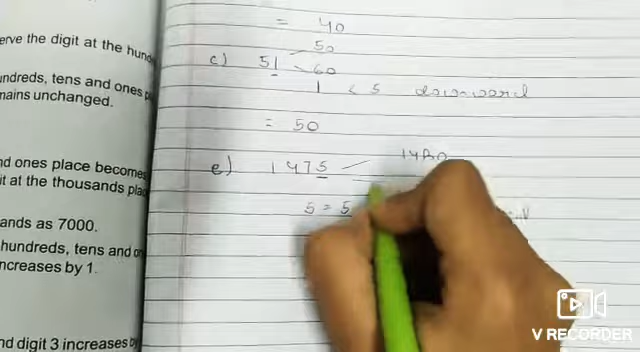 = 40
erve the digit at the hund
50
c) 51
60
undreds, tens and ones p
mains unchanged.
1 < 5 downward
= 50
nd ones place becomes
it at the thousands plac
e) 1475
5 = 5
ands as 7000.
hundreds, tens and on
ncreases by 1.
nd digit 3 increases by
V RECORDER